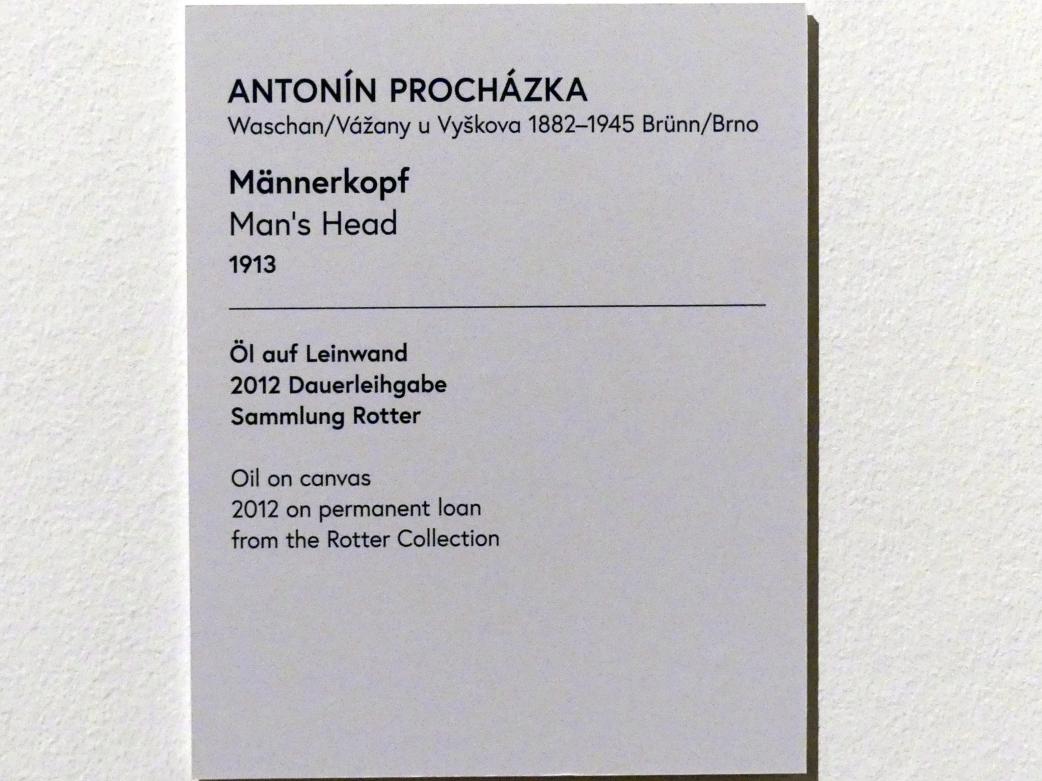 ANTONÍN PROCHÁZKA
Waschan/Vážany u Vyškova 1882–1945 Brünn/Brno
Männerkopf
Man's Head
1913
Öl auf Leinwand
2012 Dauerleihgabe
Sammlung Rotter
Oil on canvas
2012 on permanent loan
from the Rotter Collection